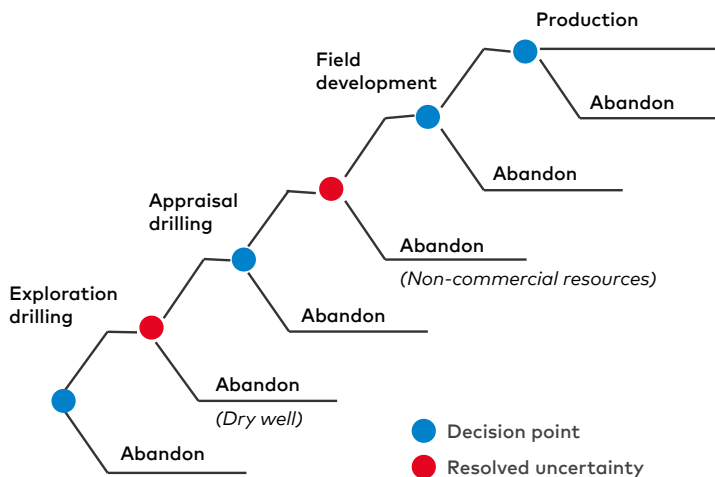 Production
Field
development
Abandon
Abandon
Appraisal
drilling
Abandon
(Non-commercial resources)
Exploration
drilling
Abandon
Abandon
(Dry well)
Abandon
Decision point
Resolved uncertainty